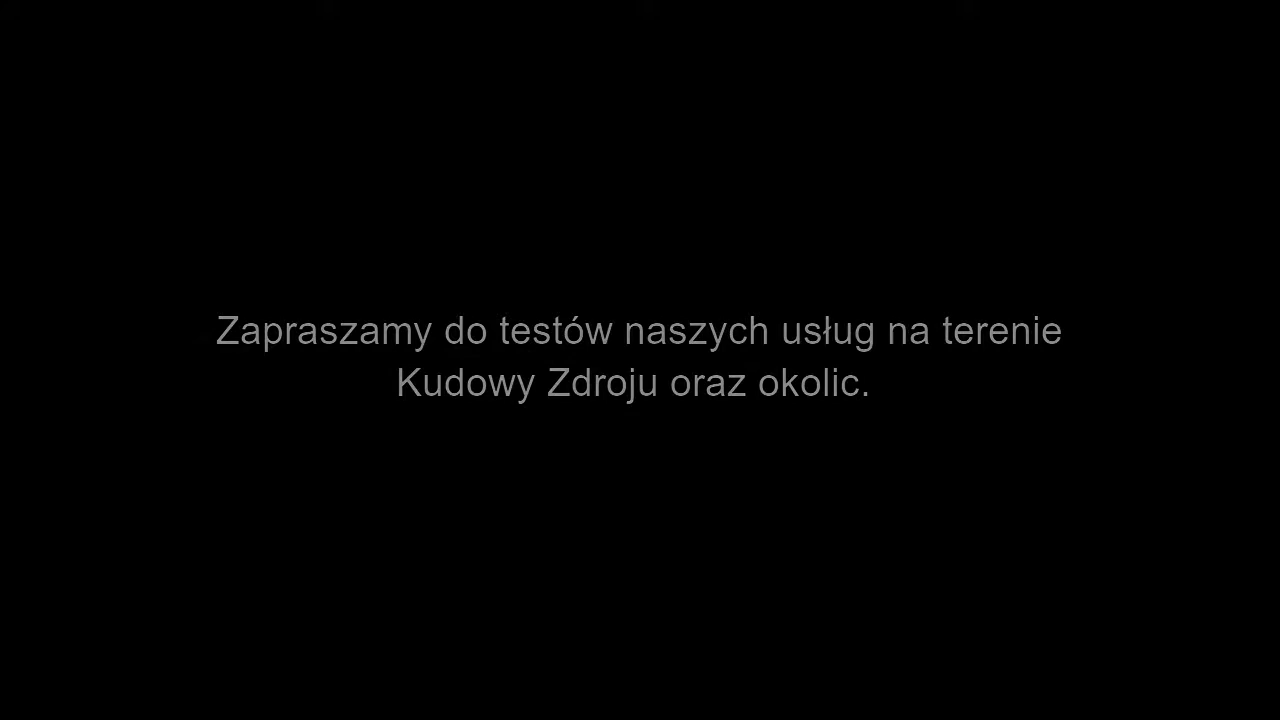 Zapraszamy do testów naszych usług na terenie
Kudowy Zdroju oraz okolic.